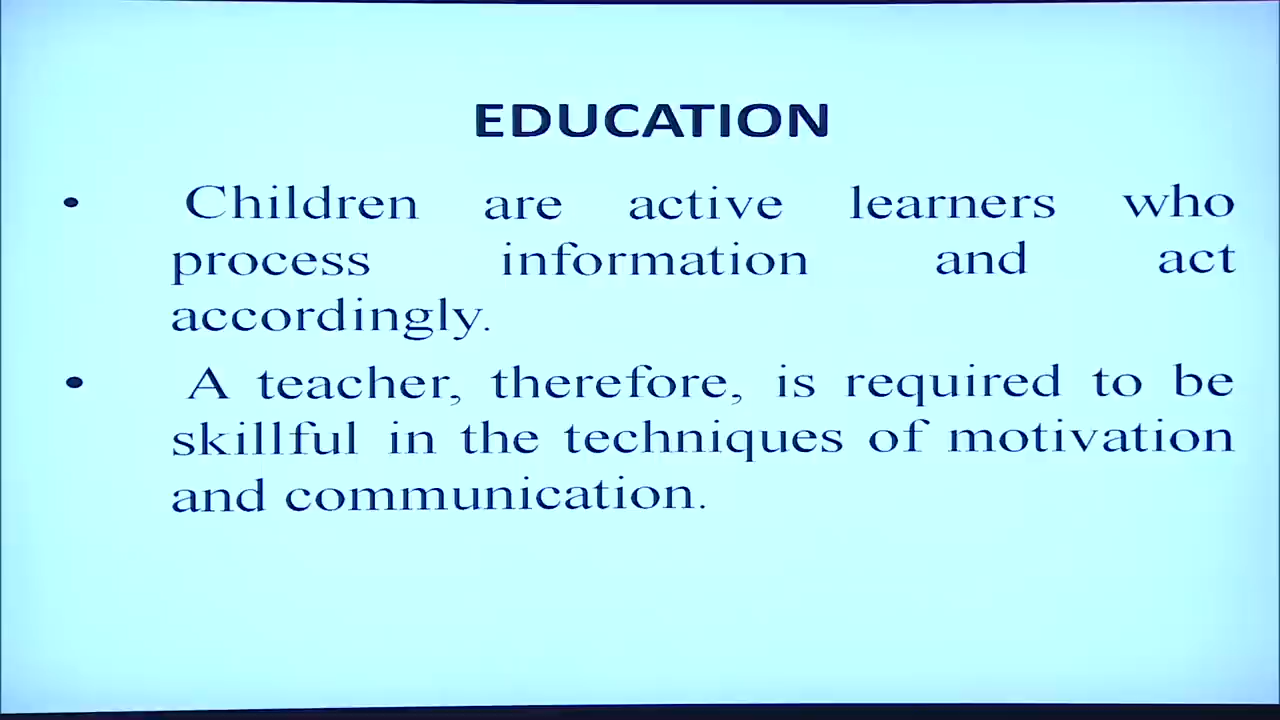 EDUCATION
• Children are active learners who
process information and act
accordingly.
• A teacher, therefore, is required to be
skillful in the techniques of motivation
and communication.